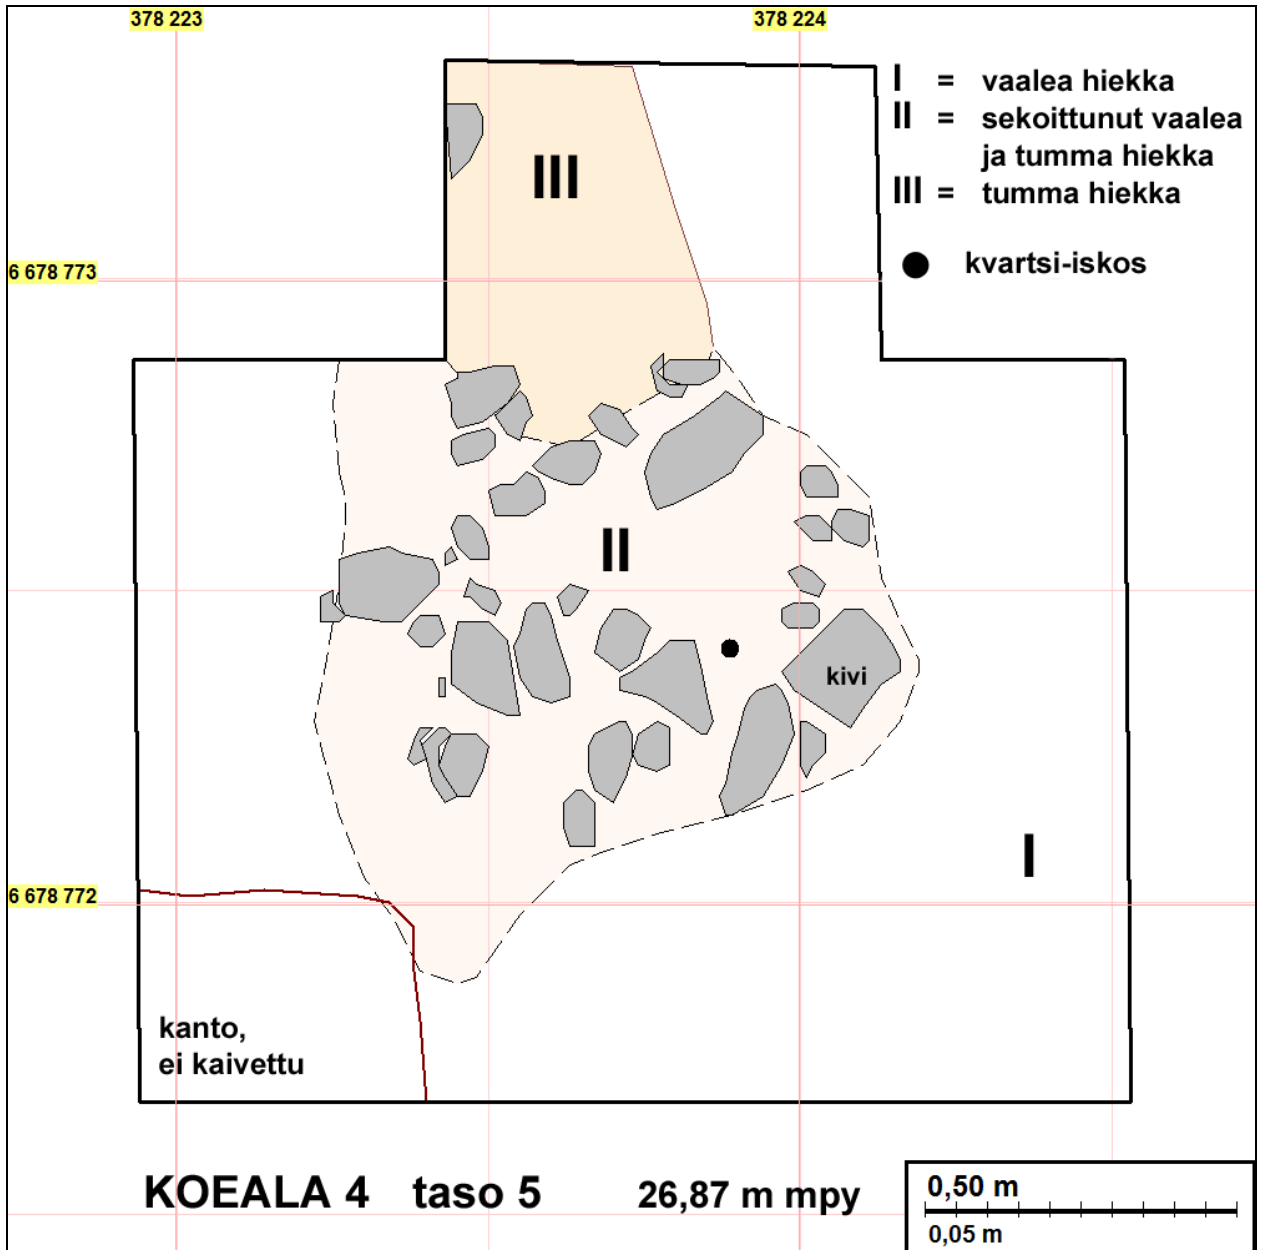 378 223
378 224
I = vaalea hiekka
II = sekoittunut vaalea
ja tumma hiekka
III = tumma hiekka
III
6 678 773
kvartsi-iskos
II
kivi
I
6 678 772
kanto,
ei kaivettu
KOEALA 4 taso 5 26,87 m mpy
0,50 m
0,05 m